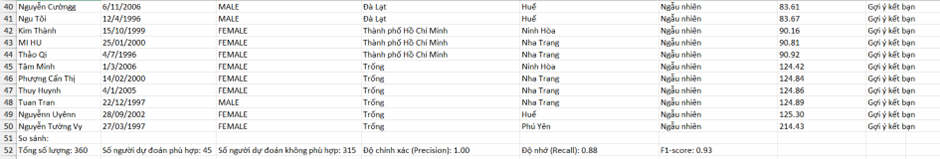 40 Nguyễn Cườngg 6/11/2006 MALE Đà Lạt Huế Ngẫu nhiên 83.61 Gợi ý kết bạn
41 Ngu Tôi 12/4/1996 MALE Đà Lạt Huế Ngẫu nhiên 83.67 Gợi ý kết bạn
42 Kim Thành 15/10/1999 FEMALE Thành phố Hồ Chí Minh Ninh Hòa Ngẫu nhiên 90.16 Gợi ý kết bạn
43 MI HU 25/01/2000 FEMALE Thành phố Hồ Chí Minh Nha Trang Ngẫu nhiên 90.81 Gợi ý kết bạn
44 Thảo Qi 4/7/1996 FEMALE Thành phố Hồ Chí Minh Nha Trang Ngẫu nhiên 90.92 Gợi ý kết bạn
45 Tâm Minh 1/3/2006 FEMALE Trống Ninh Hòa Ngẫu nhiên 124.42 Gợi ý kết bạn
46 Phượng Cẩn Thị 14/02/2000 FEMALE Trống Nha Trang Ngẫu nhiên 124.84 Gợi ý kết bạn
47 Thuy Huynh 4/1/2005 FEMALE Trống Nha Trang Ngẫu nhiên 124.86 Gợi ý kết bạn
48 Tuan Tran 22/12/1997 MALE Trống Nha Trang Ngẫu nhiên 124.89 Gợi ý kết bạn
49 Nguyênn Uyênn 28/09/2002 FEMALE Trống Huế Ngẫu nhiên 125.30 Gợi ý kết bạn
50 Nguyễn Tường Vy 27/03/1997 FEMALE Trống Phú Yên Ngẫu nhiên 214.43 Gợi ý kết bạn
51 So sánh:
52 Tổng số lượng: 360 Số người dự đoán phù hợp: 45 Số người dự đoán không phù hợp: 315 Độ chính xác (Precision): 1.00 Độ nhớ (Recall): 0.88 F1-score: 0.93